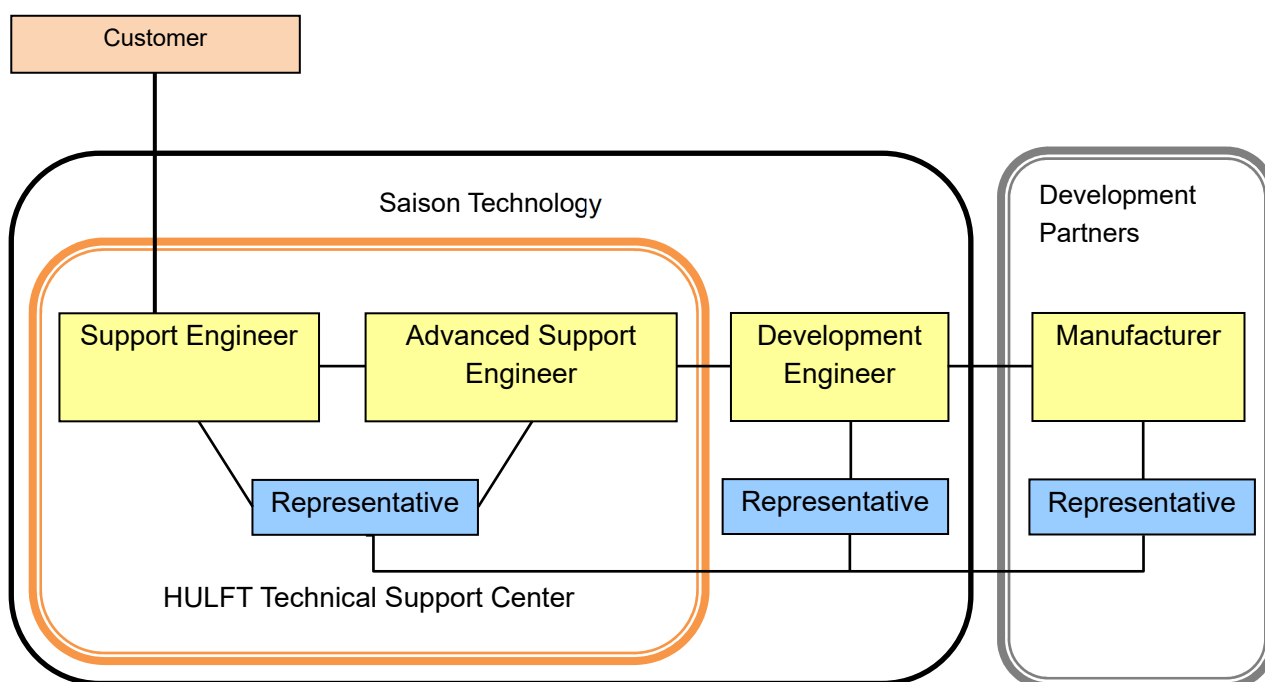 Customer
Saison Technology
Development
Partners
Support Engineer
Advanced Support
Engineer
Development
Engineer
Manufacturer
Representative
Representative
Representative
HULFT Technical Support Center